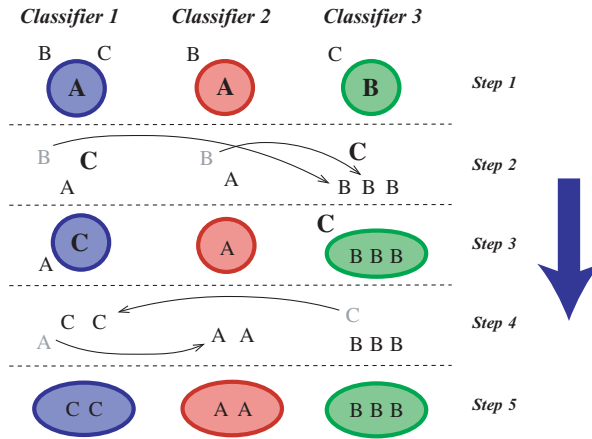 Classifier 1 Classifier 2 Classifier 3
B C B C
A A B Step 1
B C B C Step 2
A A B B B
C A C B B B Step 3
A
C C C Step 4
A A A B B B
C C A A B B B Step 5